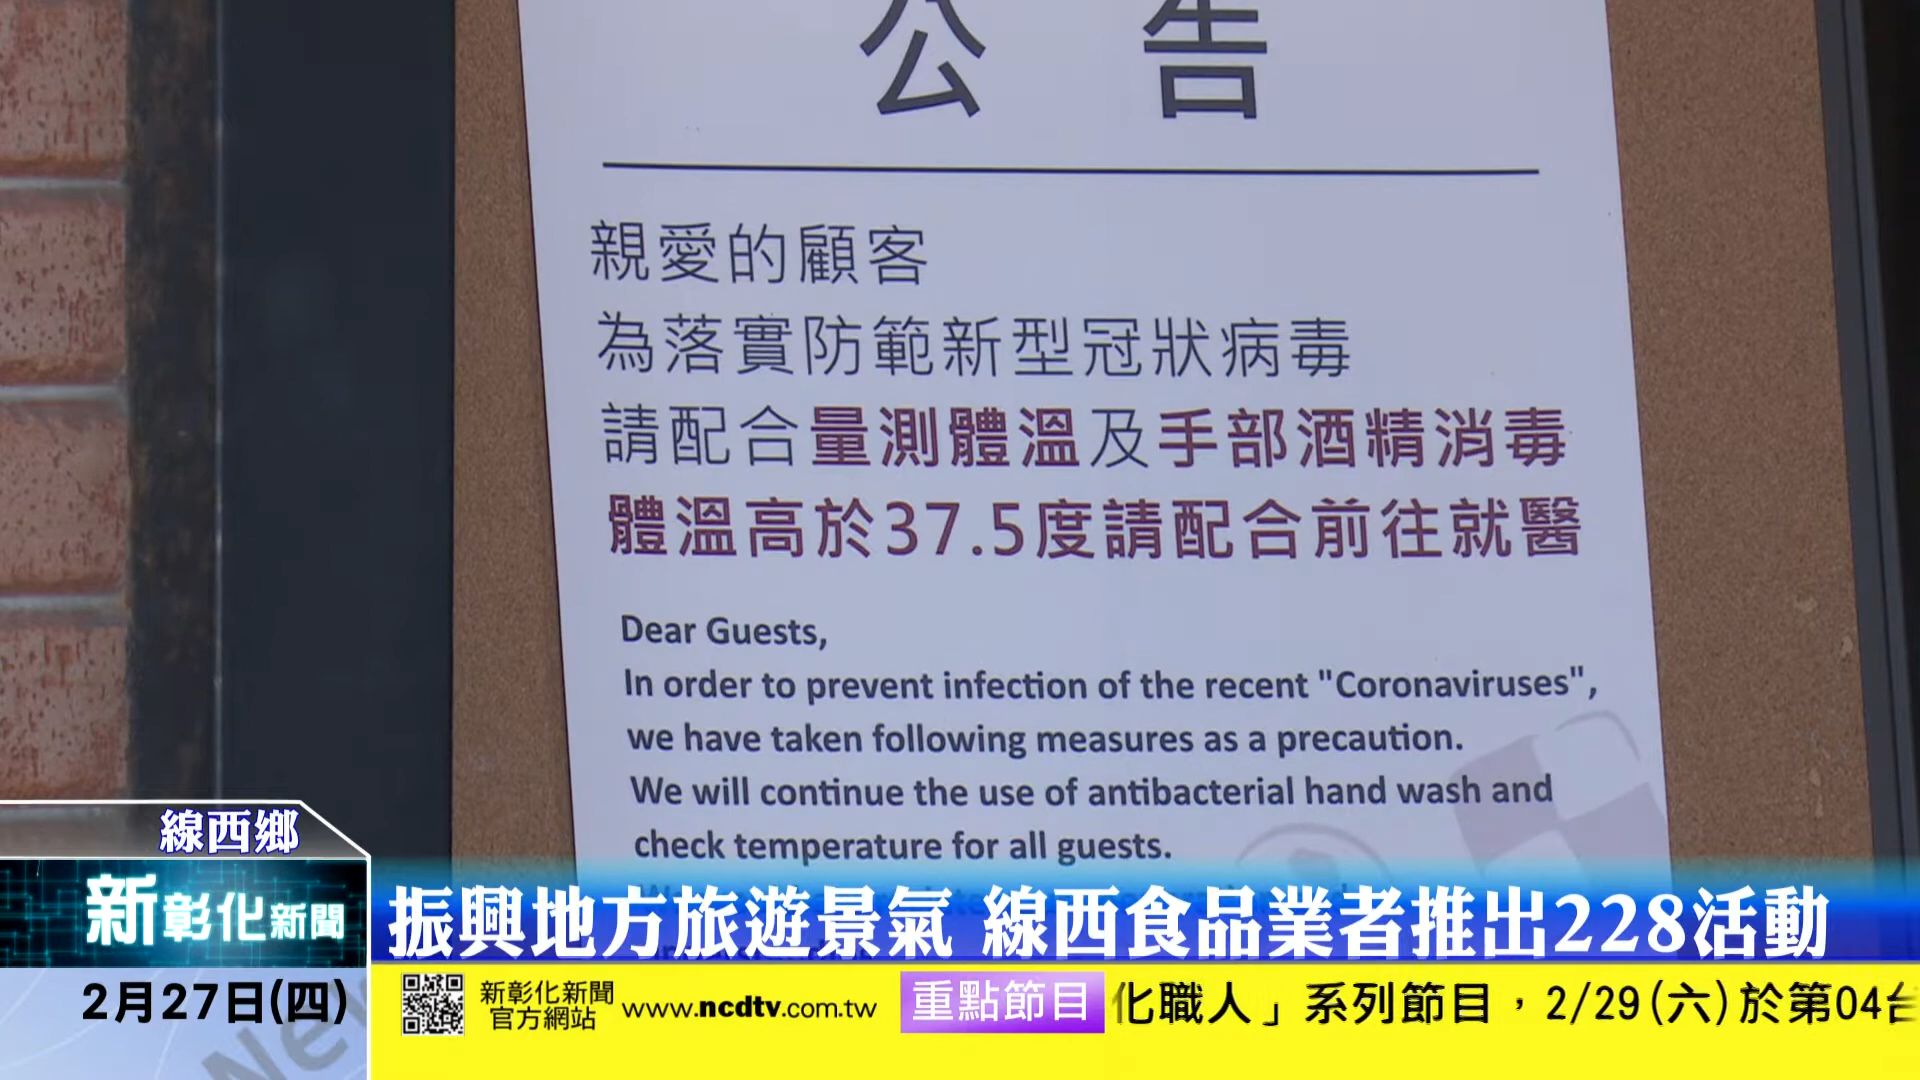 公 告
親愛的顧客
為落實防範新型冠狀病毒
請配合量測體溫及手部酒精消毒
體溫高於37.5度請配合前往就醫
Dear Guests,
In order to prevent infection of the recent "Coronaviruses",
we have taken following measures as a precaution.
We will continue the use of antibacterial hand wash and
check temperature for all guests.
線西鄉
新彰化新聞
振興地方旅遊景氣 線西食品業者推出228活動
2月27日(四)
新彰化新聞
官方網站
www.ncdtv.com.tw
重點節目
化職人」系列節目，2/29(六)於第04台